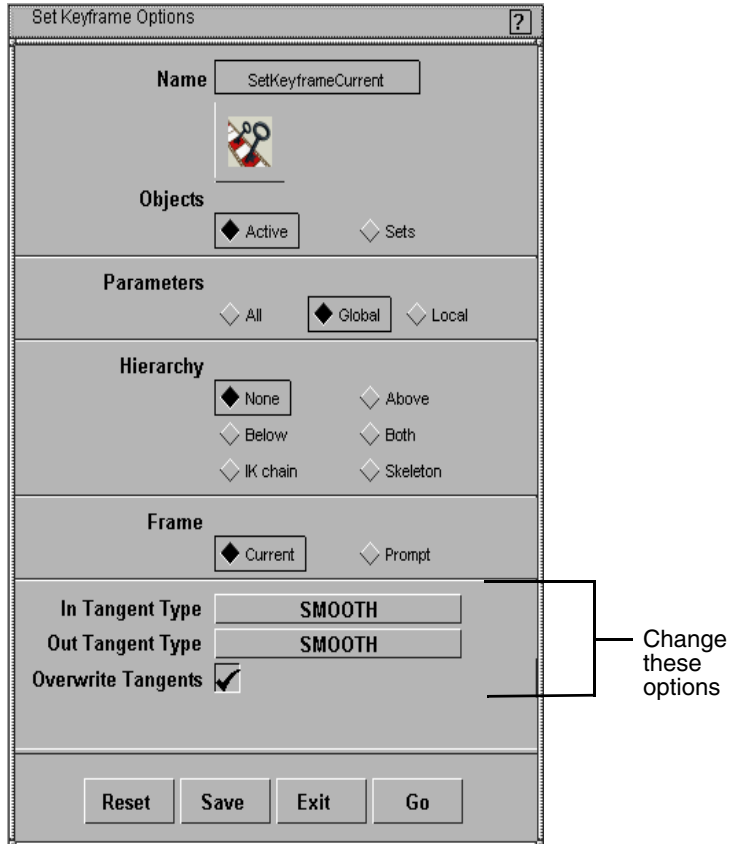 Set Keyframe Options ?
Name SetKeyframeCurrent
Objects
Active Sets
Parameters
All Global Local
Hierarchy
None Above
Below Both
IK chain Skeleton
Frame
Current Prompt
In Tangent Type SMOOTH
Out Tangent Type SMOOTH
Overwrite Tangents
Change
these
options
Reset Save Exit Go